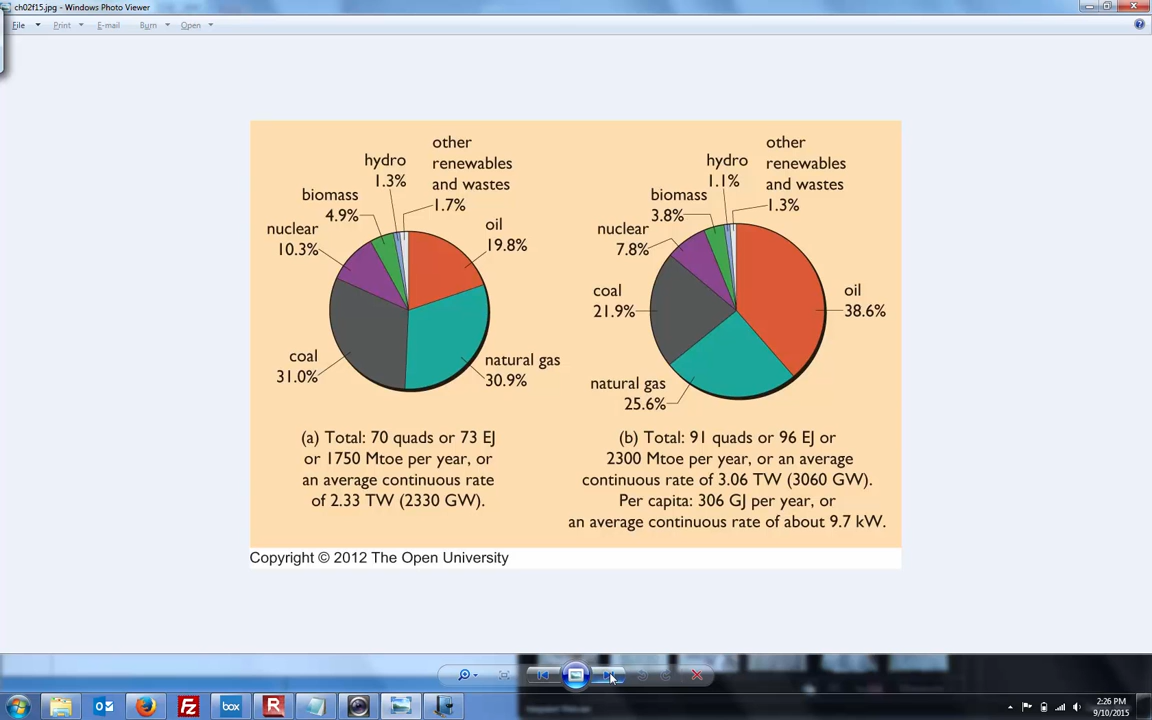 ch02f15.jpg - Windows Photo Viewer
File Print E-mail Burn Open
other
renewables
and wastes
1.7%
hydro
1.3%
biomass
4.9%
nuclear
10.3%
oil
19.8%
coal
31.0%
natural gas
30.9%
(a) Total: 70 quads or 73 EJ
or 1750 Mtoe per year, or
an average continuous rate
of 2.33 TW (2330 GW).
other
renewables
and wastes
1.3%
hydro
1.1%
biomass
3.8%
nuclear
7.8%
coal
21.9%
oil
38.6%
natural gas
25.6%
(b) Total: 91 quads or 96 EJ or
2300 Mtoe per year, or an average
continuous rate of 3.06 TW (3060 GW).
Per capita: 306 GJ per year, or
an average continuous rate of about 9.7 kW.
Copyright © 2012 The Open University
box
2:26 PM
9/10/2015